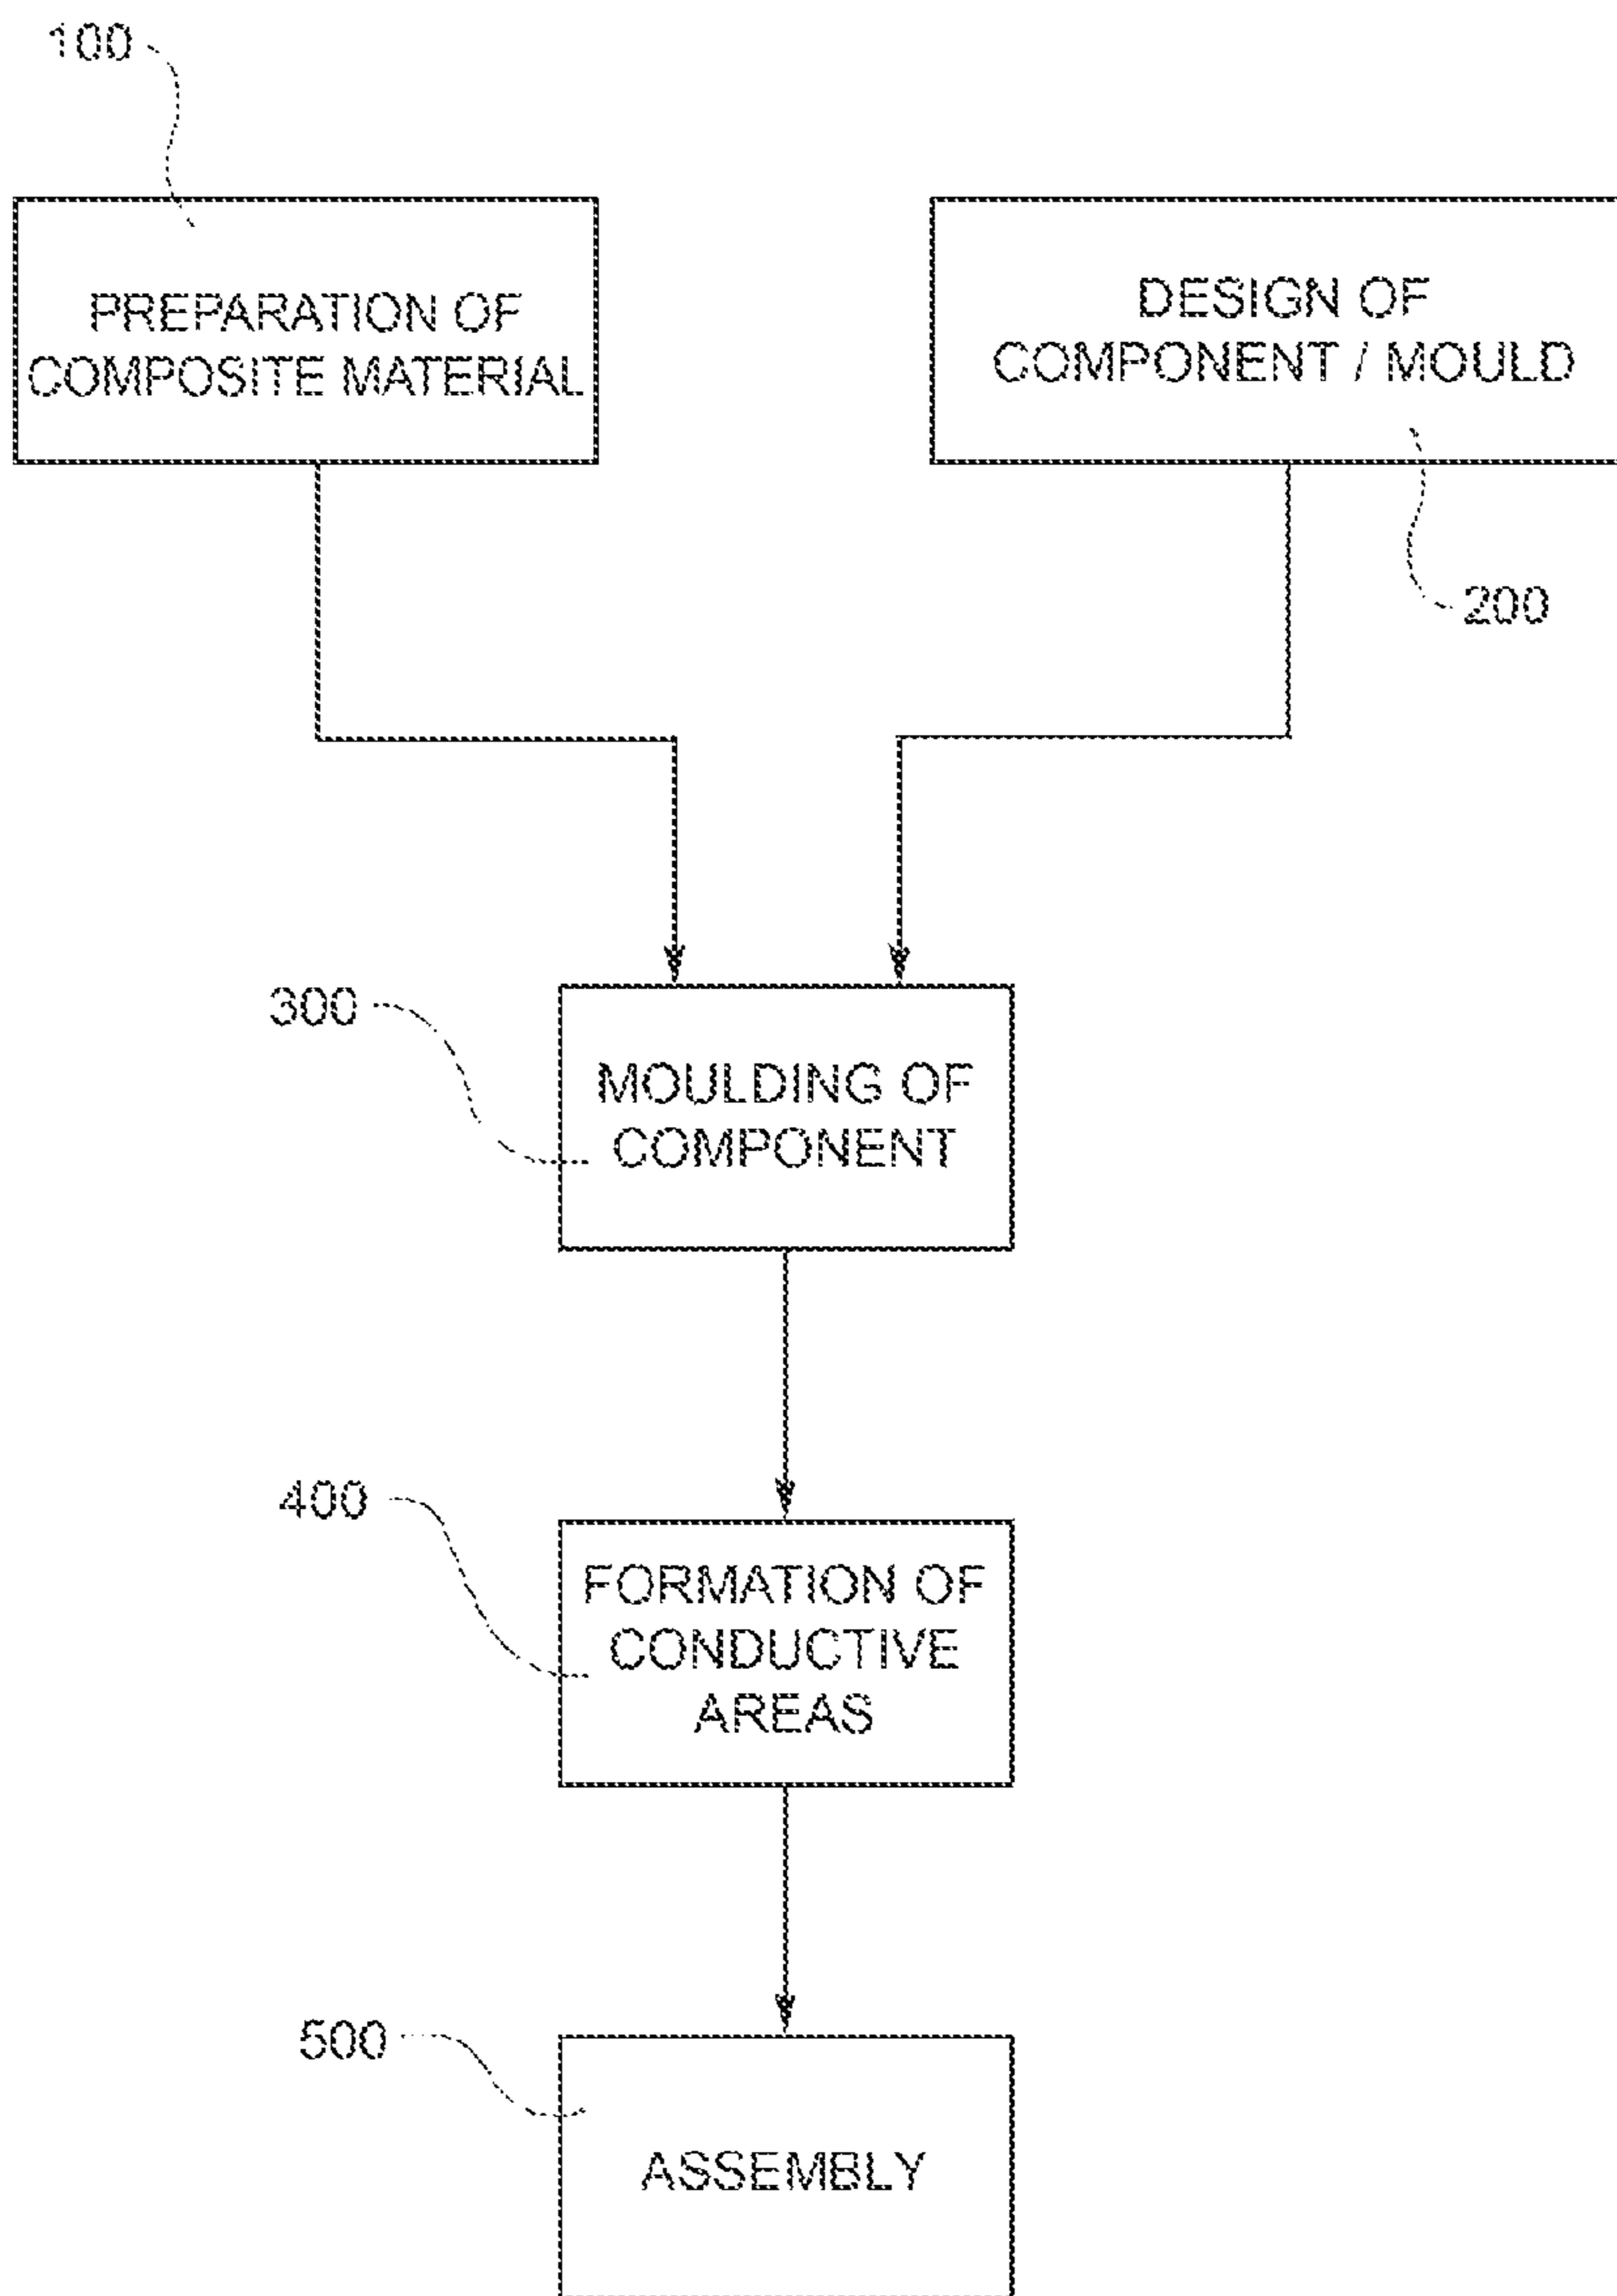 100
PREPARATION OF
COMPOSITE MATERIAL
DESIGN OF
COMPONENT / MOULD
200
300
MOULDING OF
COMPONENT
400
FORMATION OF
CONDUCTIVE
AREAS
500
ASSEMBLY